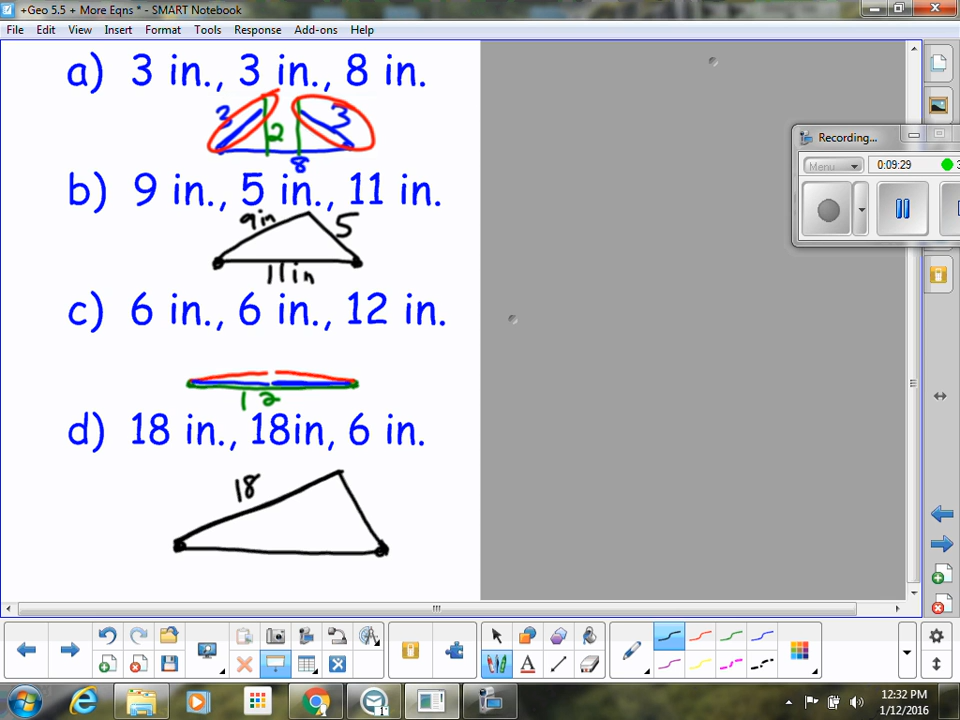 +Geo 5.5 + More Eqns * - SMART Notebook
File Edit View Insert Format Tools Response Add-ons Help
a) 3 in., 3 in., 8 in.
3 2 3
8
b) 9 in., 5 in., 11 in.
9in 5
11in
c) 6 in., 6 in., 12 in.
12
d) 18 in., 18in, 6 in.
18
Recording...
Menu 0:09:29 3
A
12:32 PM
1/12/2016